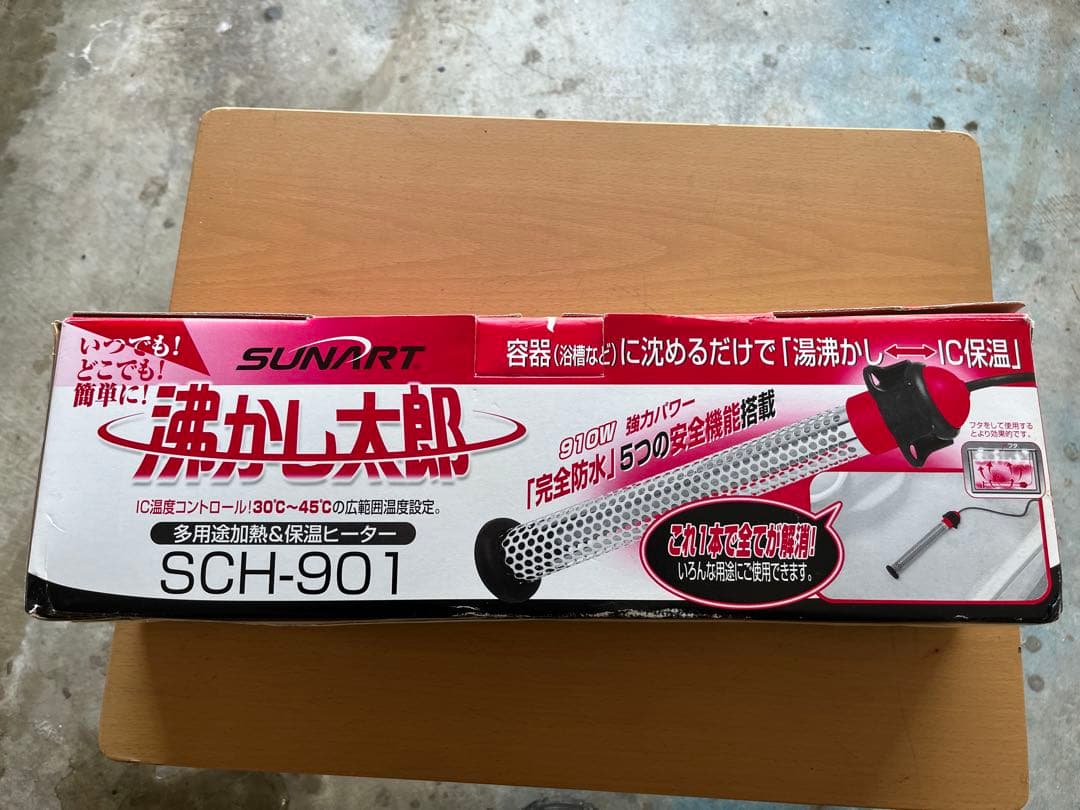 いつでも!
どこでも!
簡単に!
SUNART
沸かし太郎
IC温度コントロール!30℃〜45℃の広範囲温度設定。
多用途加熱&保温ヒーター
SCH-901
容器(浴槽など)に沈めるだけで「湯沸かし⟷IC保温」
強力パワー
910W
「完全防水」5つの安全機能搭載
フタをして使用する
とより効果的です。
フタ
これ1本で全てが解消!
いろんな用途にご使用できます。